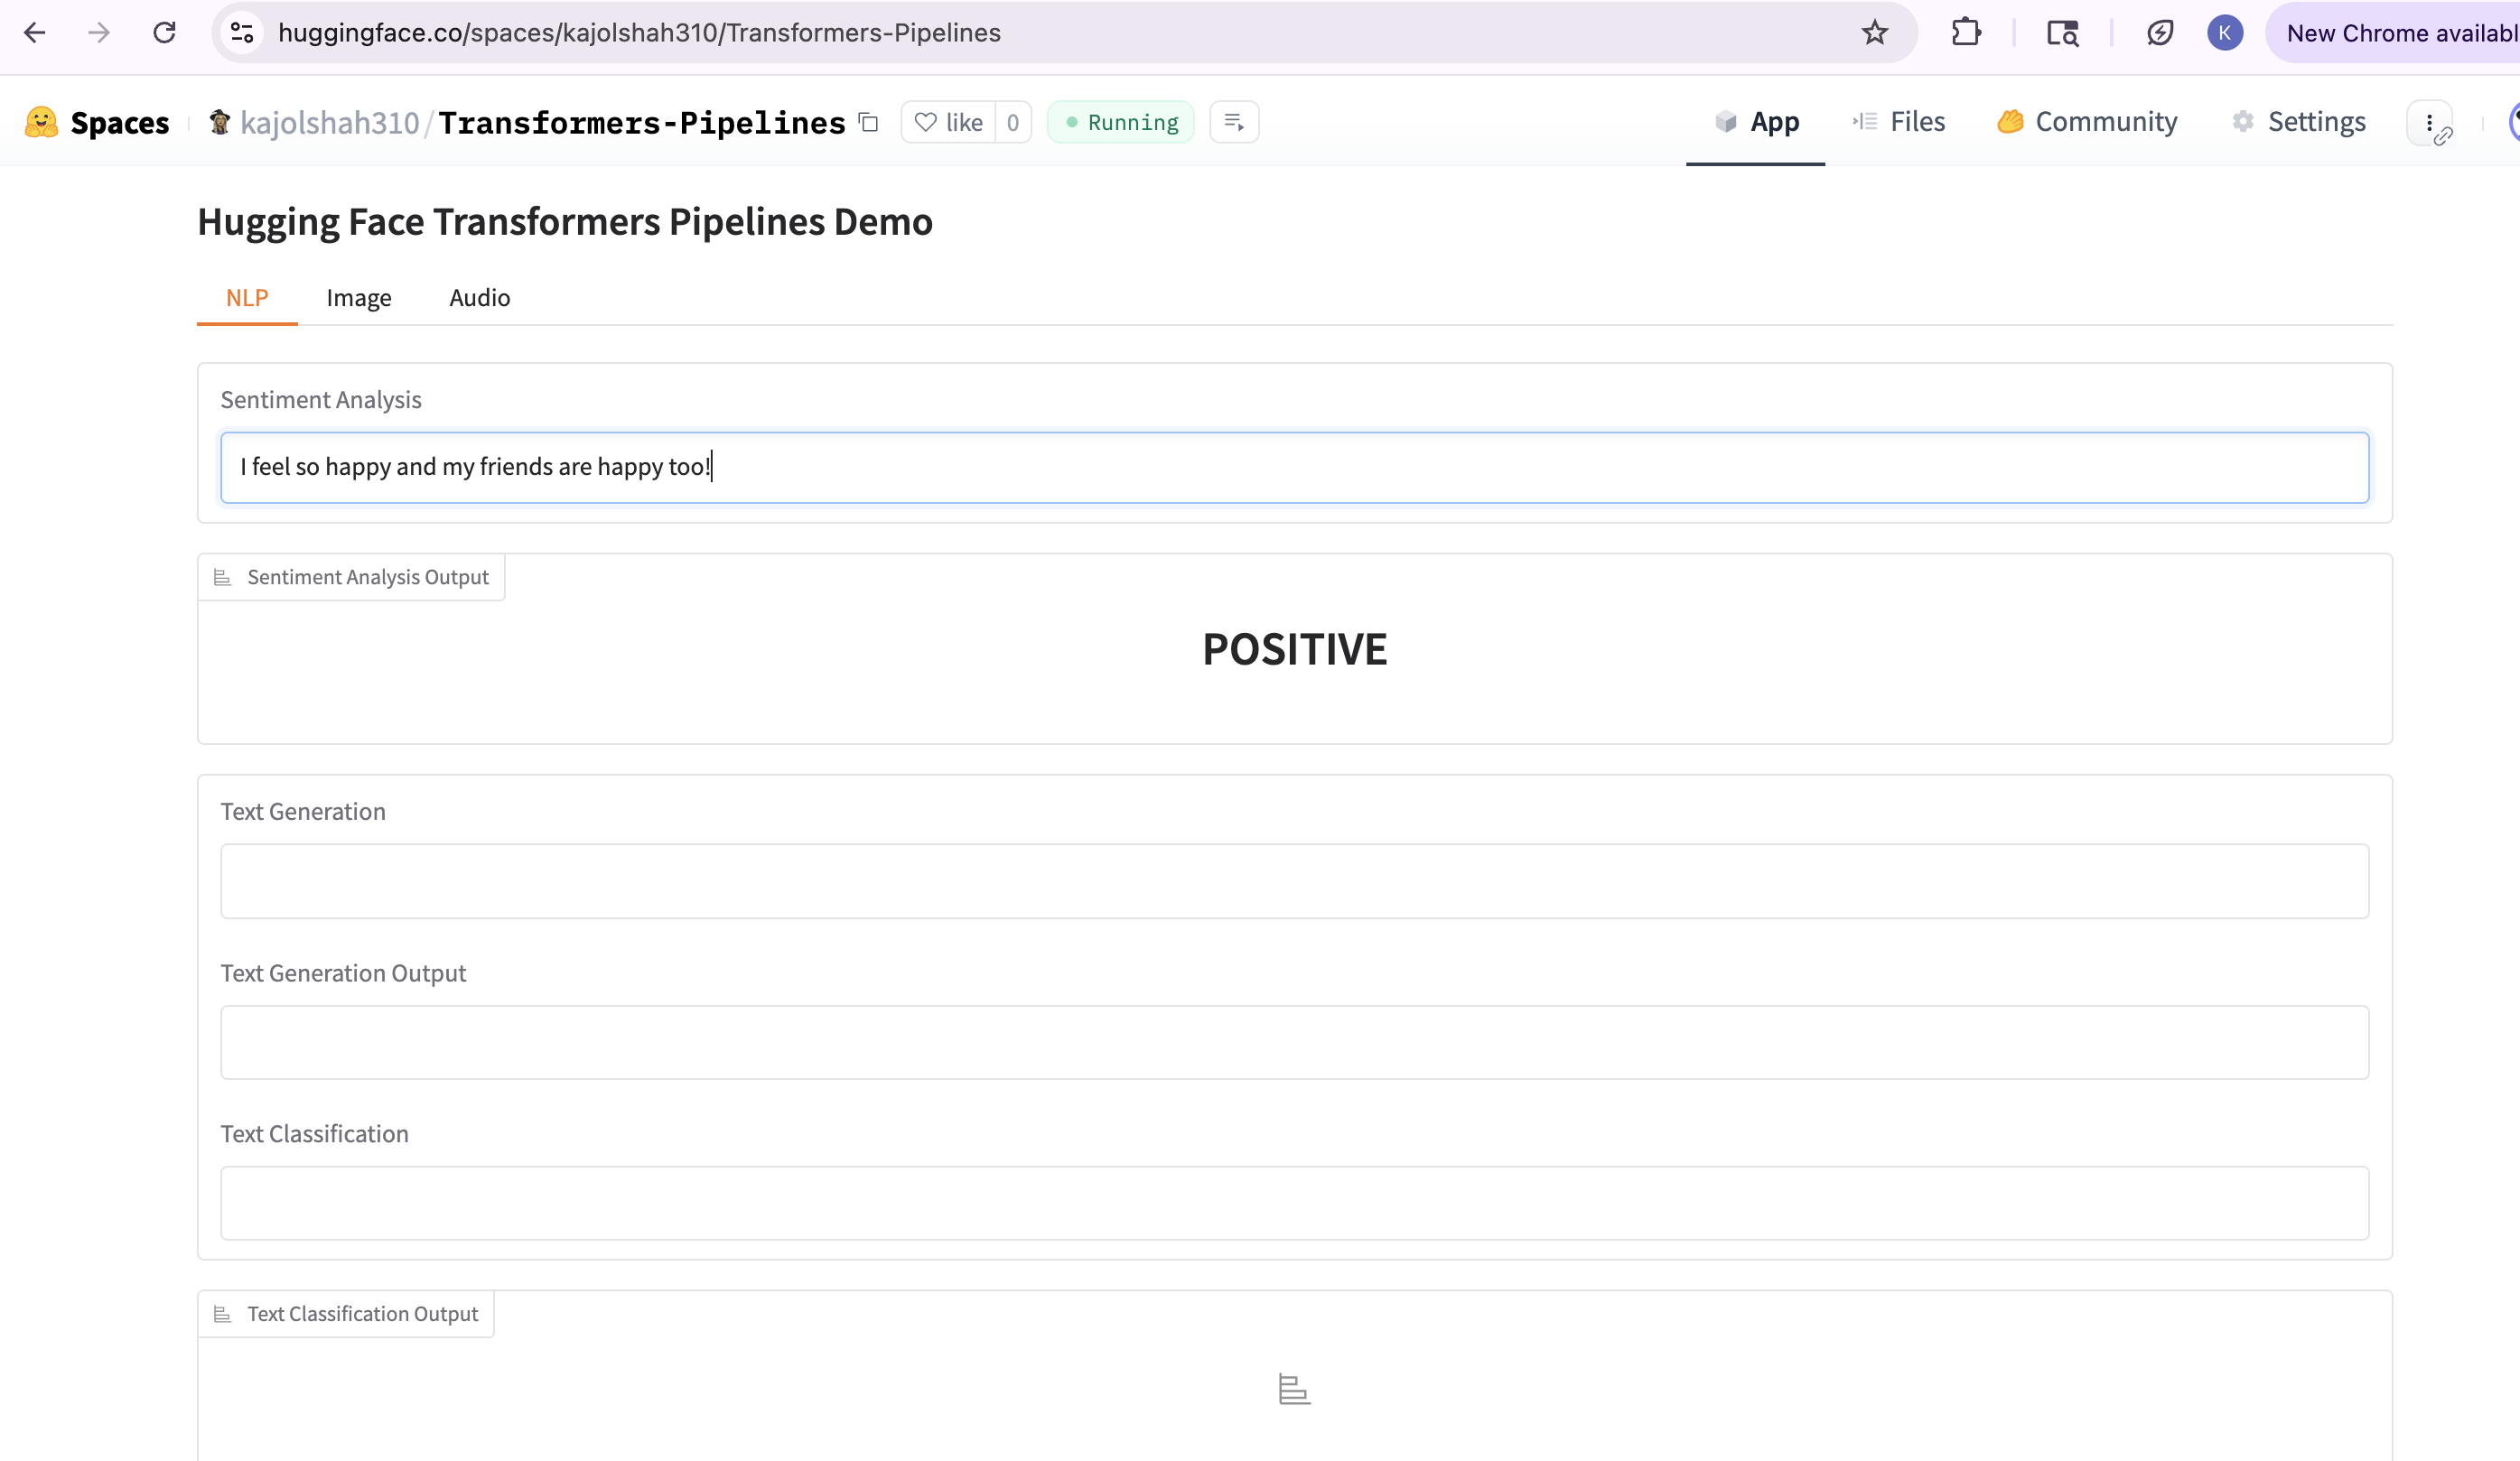 huggingface.co/spaces/kajolshah310/Transformers-Pipelines
K
New Chrome
Spaces kajolshah310/Transformers-Pipelines like 0 Running App Files Community Settings
Hugging Face Transformers Pipelines Demo
NLP Image Audio
Sentiment Analysis
I feel so happy and my friends are happy too!
Sentiment Analysis Output
POSITIVE
Text Generation
Text Generation Output
Text Classification
Text Classification Output